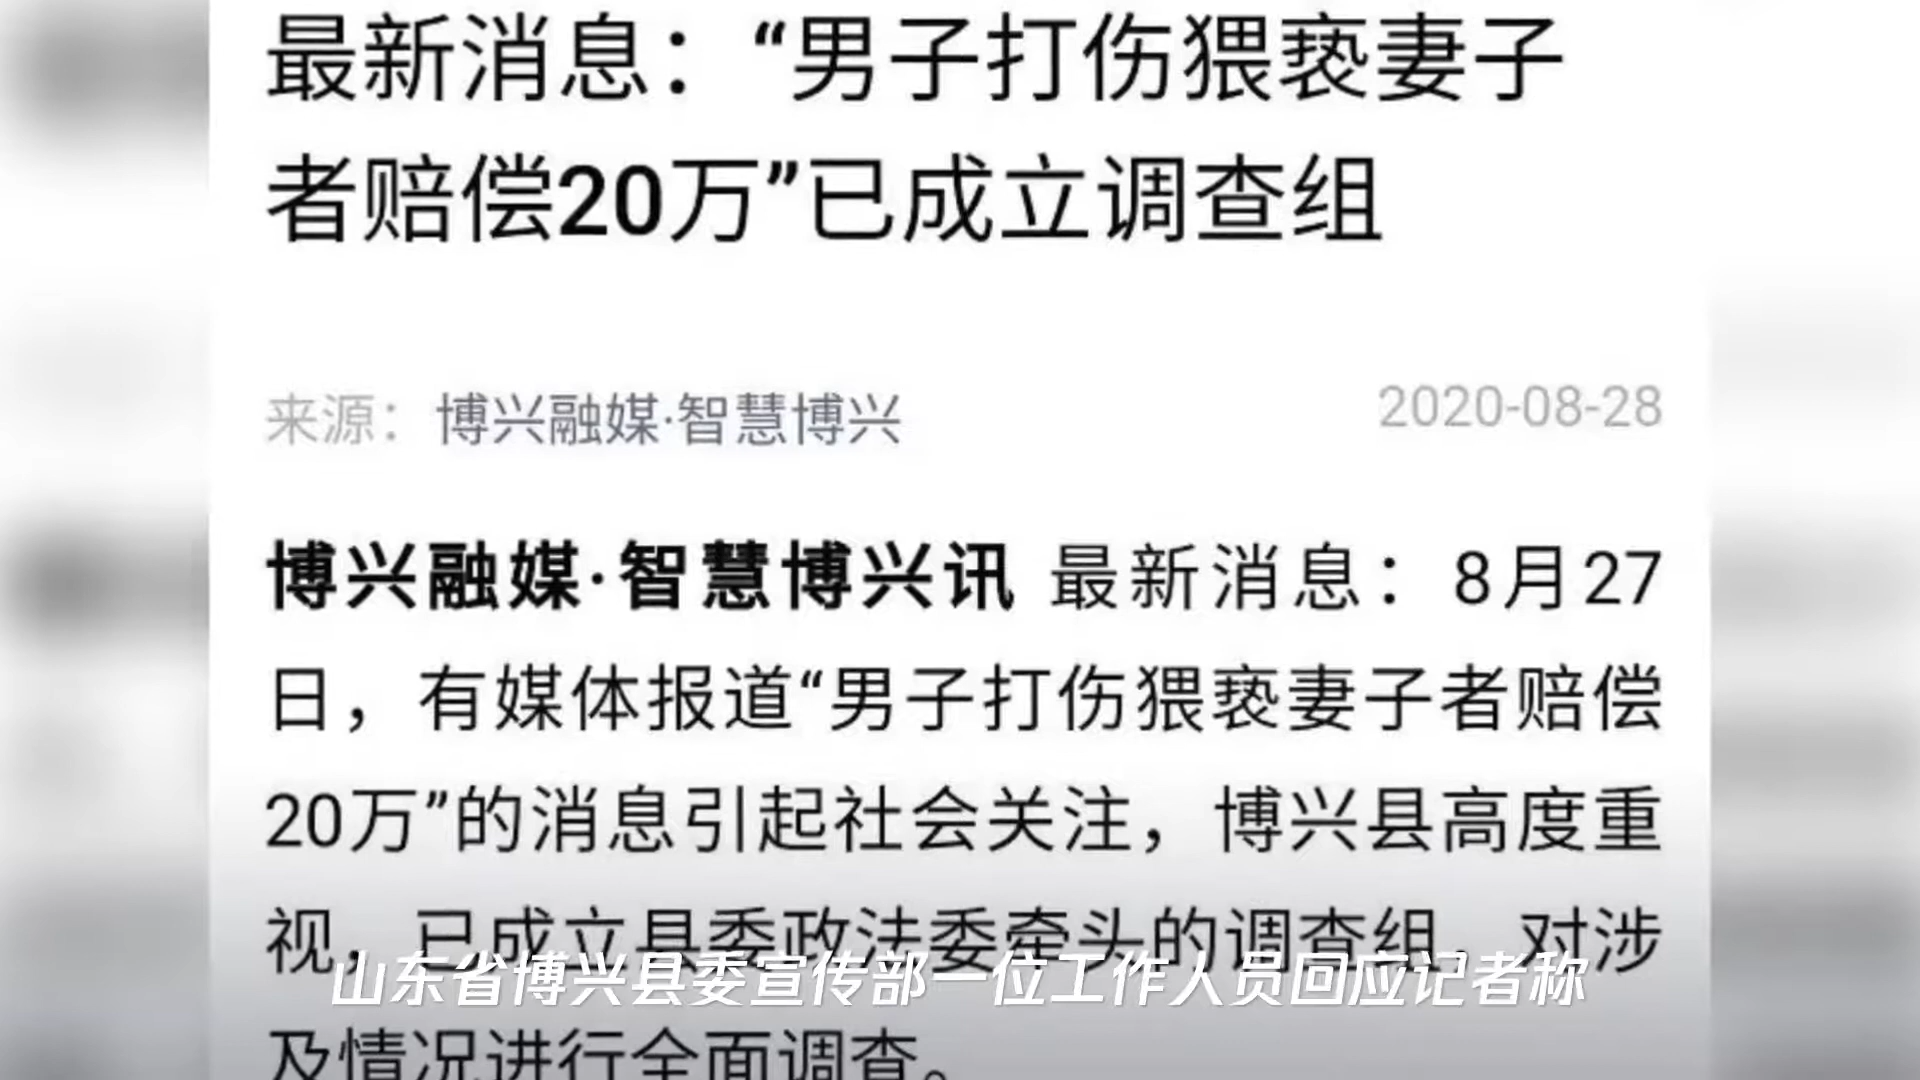 最新消息：“男子打伤猥亵妻子
者赔偿20万”已成立调查组
来源：博兴融媒·智慧博兴
2020-08-28
博兴融媒·智慧博兴讯 最新消息：8月27
日，有媒体报道“男子打伤猥亵妻子者赔偿
20万”的消息引起社会关注，博兴县高度重
视，已成立县委政法委牵头的调查组，对涉
山东省博兴县委宣传部一位工作人员回应记者称
及情况进行全面调查。